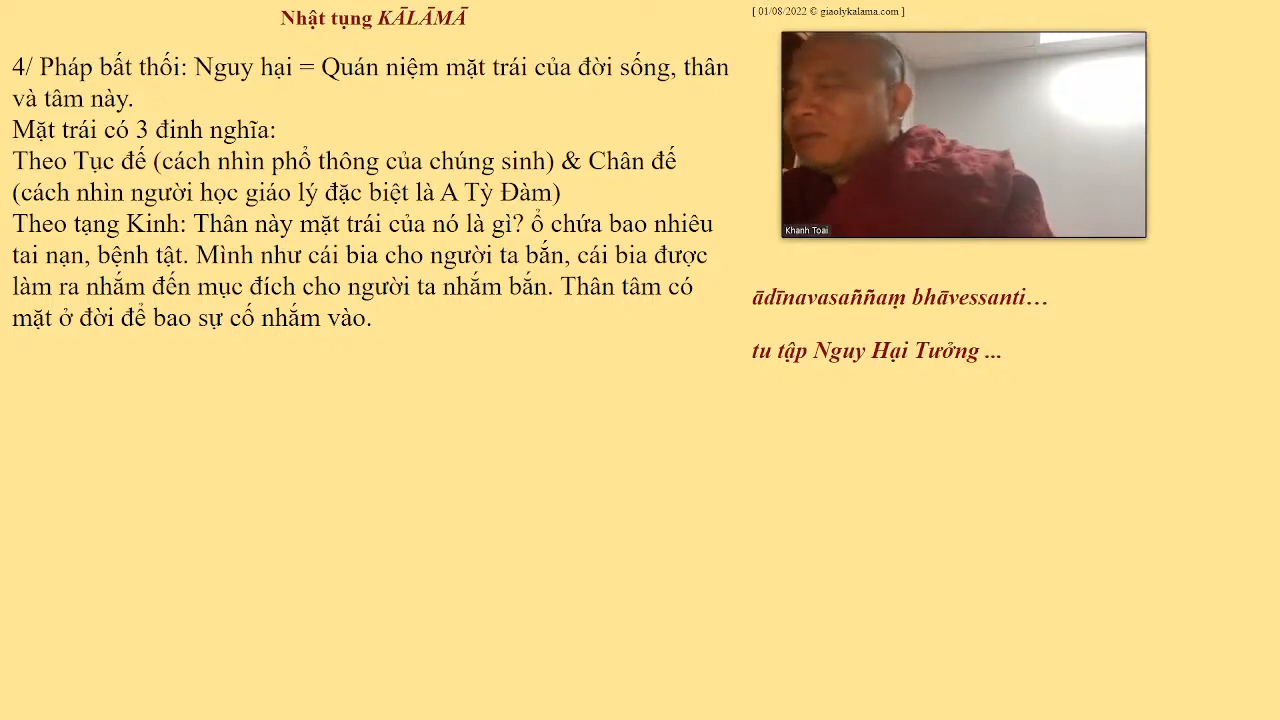 Nhật tụng KĀLĀMĀ
[ 01/08/2022 © giaolykalama.com ]
4/ Pháp bất thối: Nguy hại = Quán niệm mặt trái của đời sống, thân
và tâm này.
Mặt trái có 3 đinh nghĩa:
Theo Tục đế (cách nhìn phổ thông của chúng sinh) & Chân đế
(cách nhìn người học giáo lý đặc biệt là A Tỳ Đàm)
Theo tạng Kinh: Thân này mặt trái của nó là gì? ổ chứa bao nhiêu
tai nạn, bệnh tật. Mình như cái bia cho người ta bắn, cái bia được
làm ra nhắm đến mục đích cho người ta nhắm bắn. Thân tâm có
mặt ở đời để bao sự cố nhắm vào.
Khanh Toai
ādīnavasaññaṃ bhāvessanti…
tu tập Nguy Hại Tưởng ...